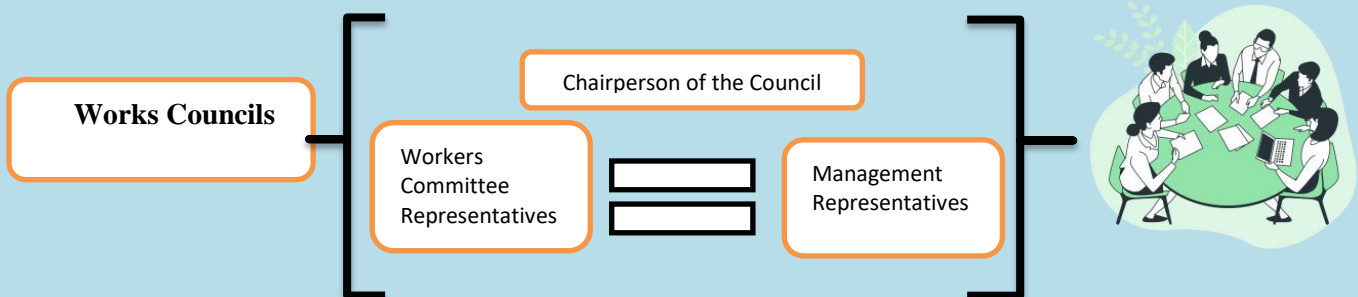 Works Councils
Chairperson of the Council
Workers
Committee
Representatives
Management
Representatives